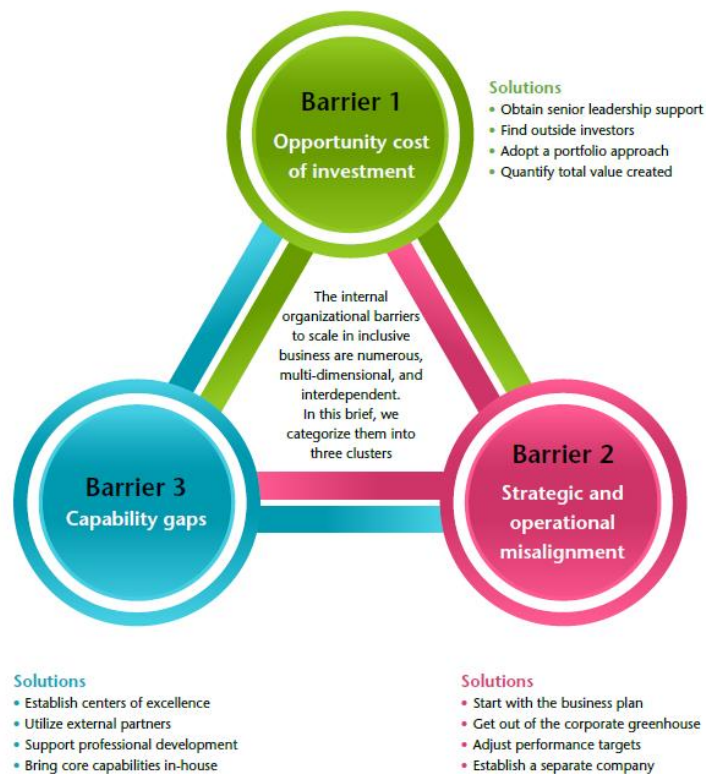 Barrier 1
Opportunity cost
of investment
Solutions
• Obtain senior leadership support
• Find outside investors
• Adopt a portfolio approach
• Quantify total value created
The internal
organizational barriers
to scale in inclusive
business are numerous,
multi-dimensional, and
interdependent.
In this brief, we
categorize them into
three clusters
Barrier 3
Capability gaps
Barrier 2
Strategic and
operational
misalignment
Solutions
• Establish centers of excellence
• Utilize external partners
• Support professional development
• Bring core capabilities in-house
Solutions
• Start with the business plan
• Get out of the corporate greenhouse
• Adjust performance targets
• Establish a separate company